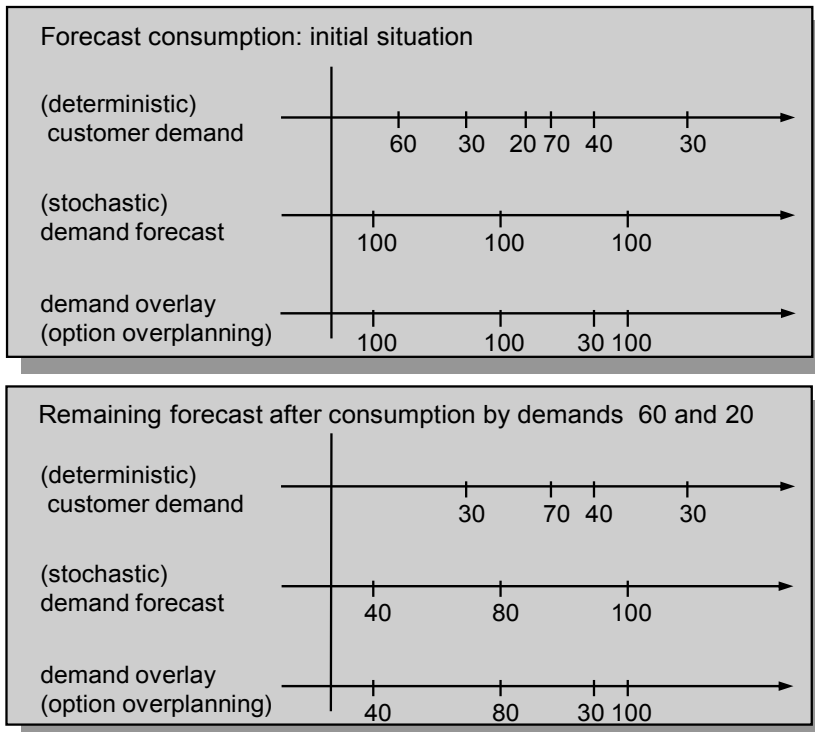 Forecast consumption: initial situation
(deterministic)
customer demand
60 30 20 70 40 30
(stochastic)
demand forecast
100 100 100
demand overlay
(option overplanning)
100 100 30 100
Remaining forecast after consumption by demands 60 and 20
(deterministic)
customer demand
30 70 40 30
(stochastic)
demand forecast
40 80 100
demand overlay
(option overplanning)
40 80 30 100